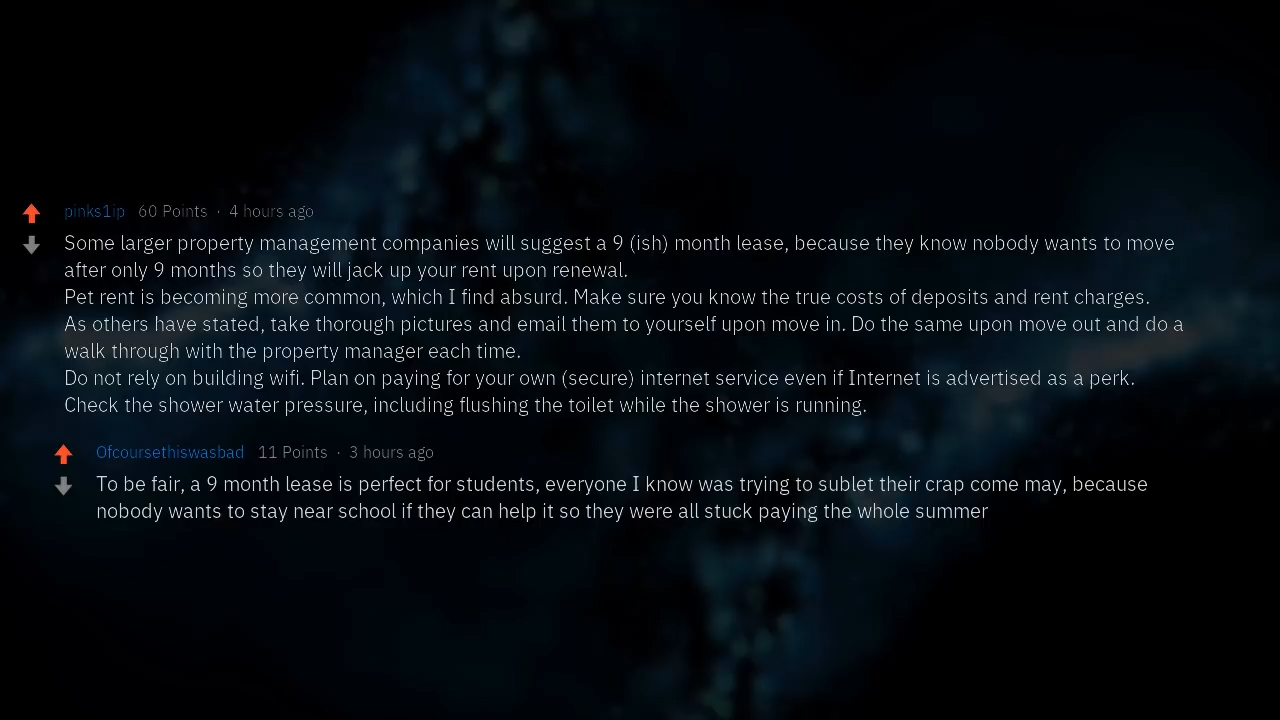 pinks1ip 60 Points · 4 hours ago
Some larger property management companies will suggest a 9 (ish) month lease, because they know nobody wants to move
after only 9 months so they will jack up your rent upon renewal.
Pet rent is becoming more common, which I find absurd. Make sure you know the true costs of deposits and rent charges.
As others have stated, take thorough pictures and email them to yourself upon move in. Do the same upon move out and do a
walk through with the property manager each time.
Do not rely on building wifi. Plan on paying for your own (secure) internet service even if Internet is advertised as a perk.
Check the shower water pressure, including flushing the toilet while the shower is running.
Ofcoursethiswasbad 11 Points · 3 hours ago
To be fair, a 9 month lease is perfect for students, everyone I know was trying to sublet their crap come may, because
nobody wants to stay near school if they can help it so they were all stuck paying the whole summer